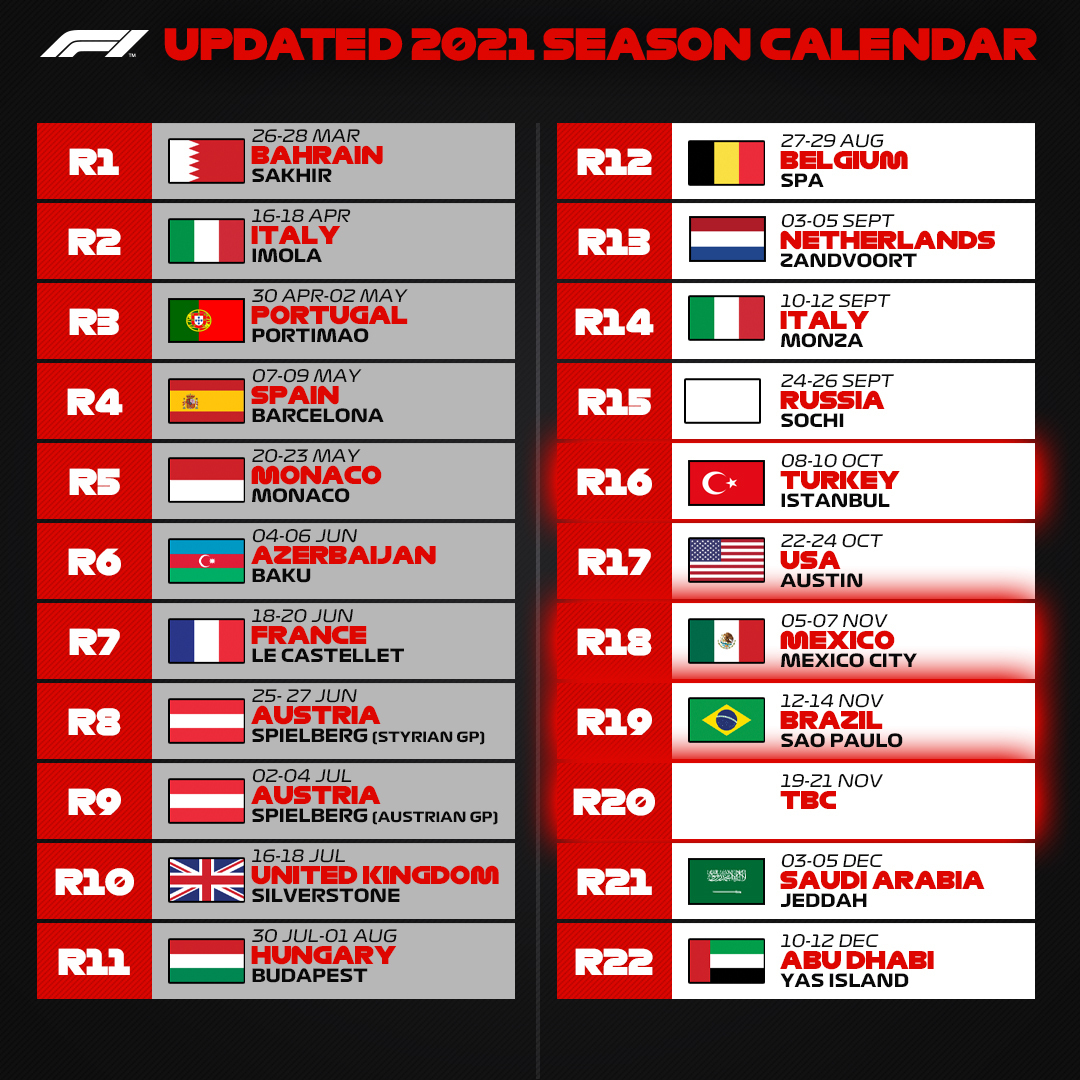 F1™ UPDATED 2021 SEASON CALENDAR
R1
26-28 MAR
BAHRAIN
SAKHIR
R2
16-18 APR
ITALY
IMOLA
R3
30 APR-02 MAY
PORTUGAL
PORTIMAO
R4
07-09 MAY
SPAIN
BARCELONA
R5
20-23 MAY
MONACO
MONACO
R6
04-06 JUN
AZERBAIJAN
BAKU
R7
18-20 JUN
FRANCE
LE CASTELLET
R8
25- 27 JUN
AUSTRIA
SPIELBERG (STYRIAN GP)
R9
02-04 JUL
AUSTRIA
SPIELBERG (AUSTRIAN GP)
R10
16-18 JUL
UNITED KINGDOM
SILVERSTONE
R11
30 JUL-01 AUG
HUNGARY
BUDAPEST
R12
27-29 AUG
BELGIUM
SPA
R13
03-05 SEPT
NETHERLANDS
ZANDVOORT
R14
10-12 SEPT
ITALY
MONZA
R15
24-26 SEPT
RUSSIA
SOCHI
R16
08-10 OCT
TURKEY
ISTANBUL
R17
22-24 OCT
USA
AUSTIN
R18
05-07 NOV
MEXICO
MEXICO CITY
R19
12-14 NOV
BRAZIL
SAO PAULO
R20
19-21 NOV
TBC
R21
03-05 DEC
SAUDI ARABIA
JEDDAH
R22
10-12 DEC
ABU DHABI
YAS ISLAND